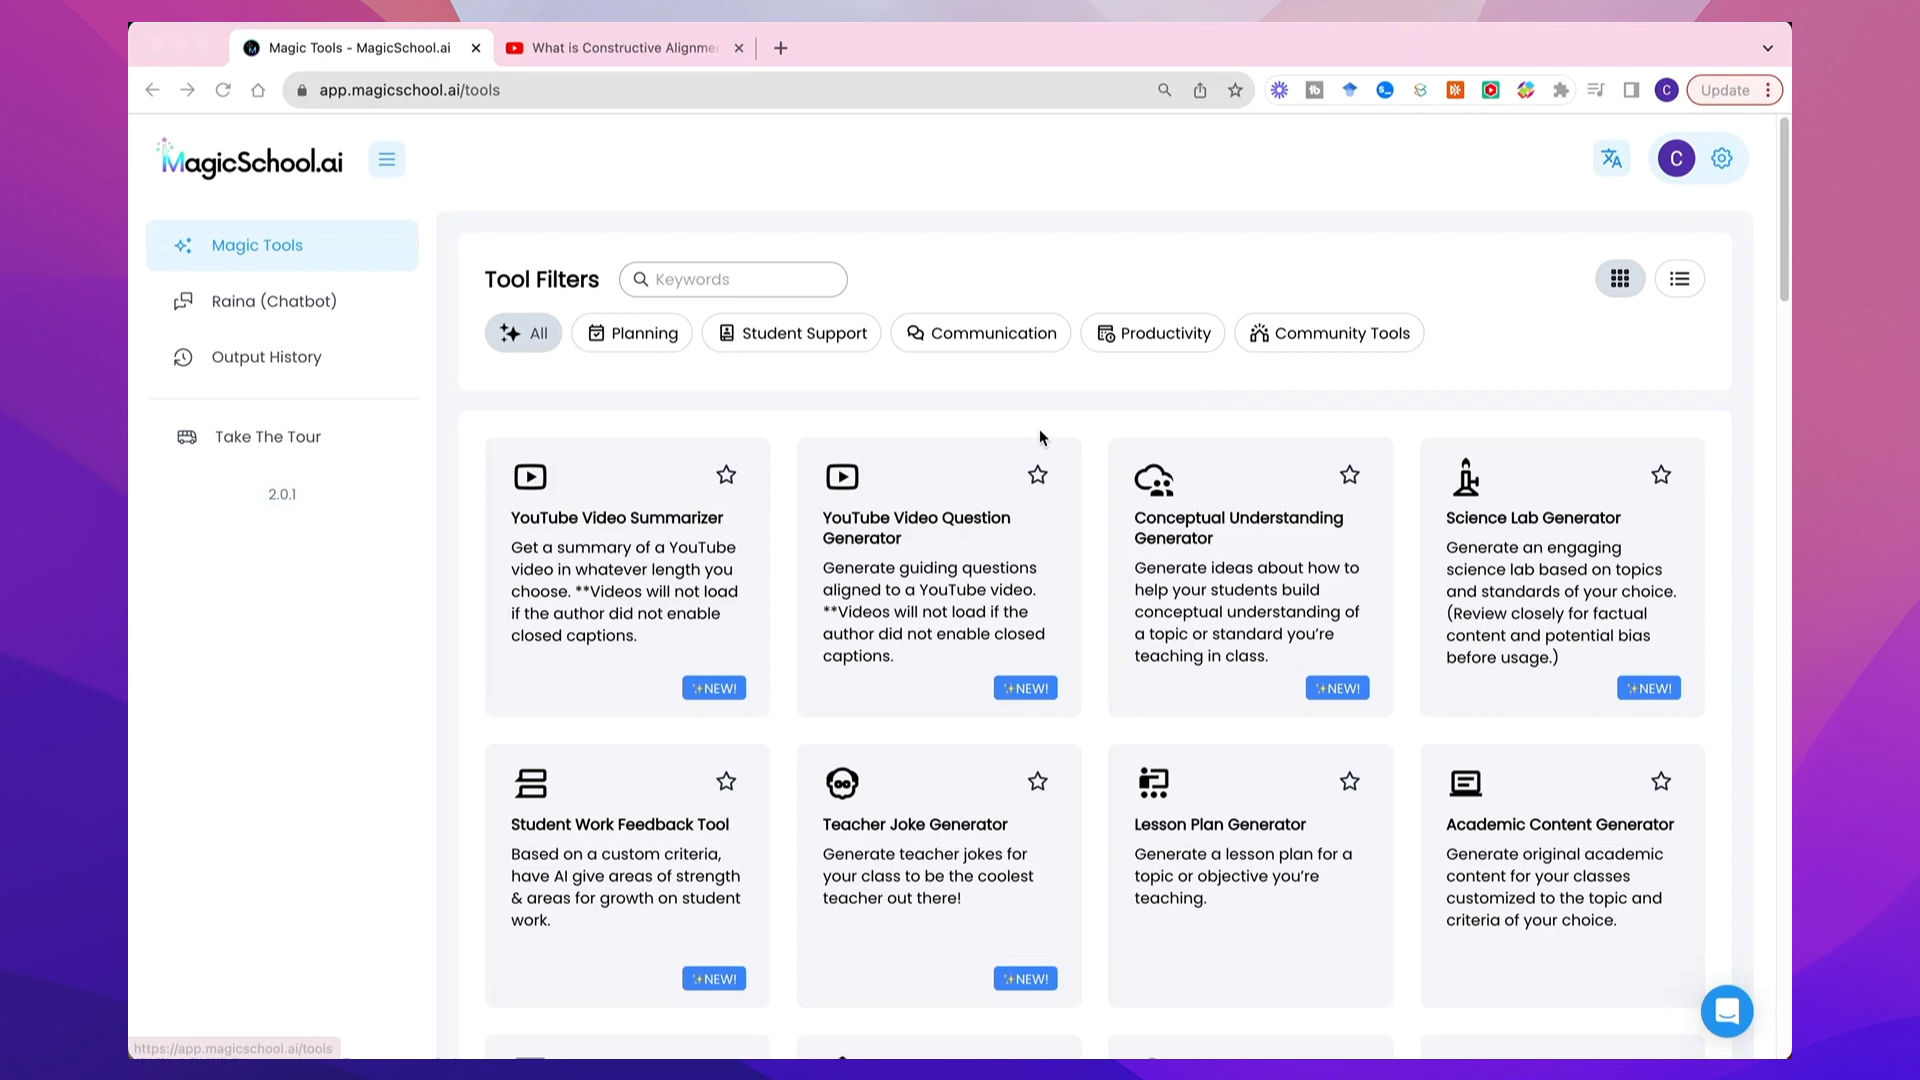 Magic Tools - MagicSchool.ai
What is Constructive Alignme
app.magicschool.ai/tools
Update
MagicSchool.ai
C
Magic Tools
Raina (Chatbot)
Output History
Take The Tour
2.0.1
Tool Filters
Keywords
All
Planning
Student Support
Communication
Productivity
Community Tools
YouTube Video Summarizer
Get a summary of a YouTube
video in whatever length you
choose. **Videos will not load
if the author did not enable
closed captions.
NEW!
YouTube Video Question
Generator
Generate guiding questions
aligned to a YouTube video.
**Videos will not load if the
author did not enable closed
captions.
NEW!
Conceptual Understanding
Generator
Generate ideas about how to
help your students build
conceptual understanding of
a topic or standard you're
teaching in class.
NEW!
Science Lab Generator
Generate an engaging
science lab based on topics
and standards of your choice.
(Review closely for factual
content and potential bias
before usage.)
NEW!
Student Work Feedback Tool
Based on a custom criteria,
have AI give areas of strength
& areas for growth on student
work.
NEW!
Teacher Joke Generator
Generate teacher jokes for
your class to be the coolest
teacher out there!
NEW!
Lesson Plan Generator
Generate a lesson plan for a
topic or objective you're
teaching.
Academic Content Generator
Generate original academic
content for your classes
customized to the topic and
criteria of your choice.
https://app.magicschool.ai/tools